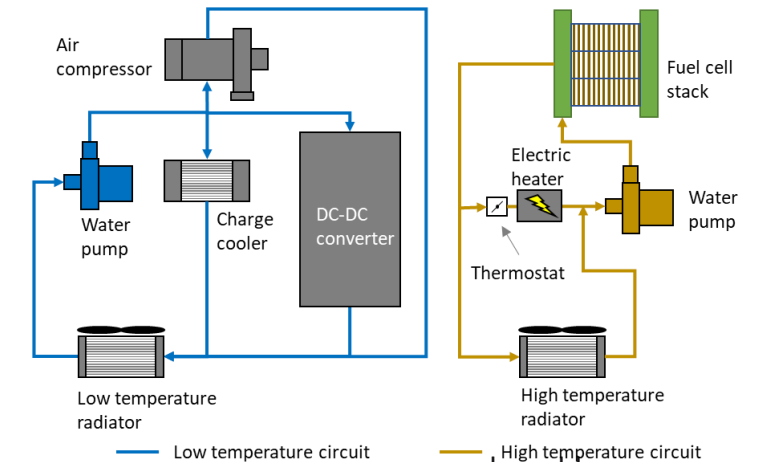 Air
compressor
Fuel cell
stack
Electric
heater
Water
pump
Charge
cooler
DC-DC
converter
Water
pump
Thermostat
Low temperature
radiator
High temperature
radiator
Low temperature circuit
High temperature circuit